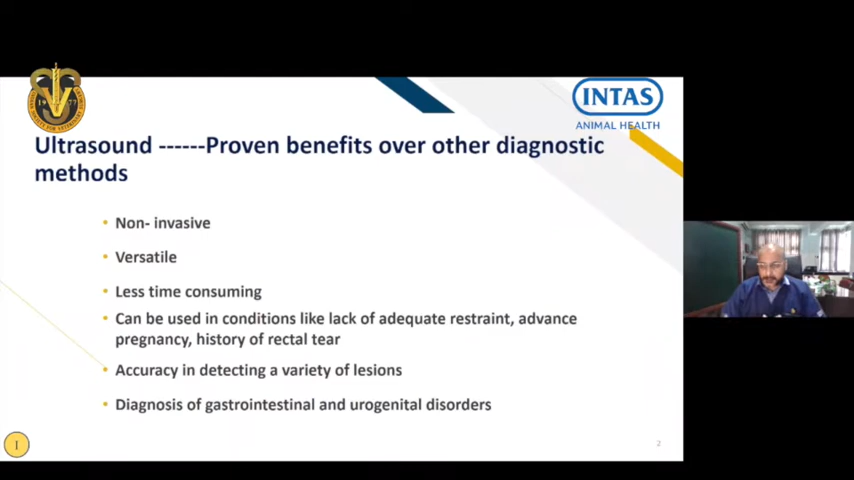 INTAS
ANIMAL HEALTH
19 77
V
Ultrasound ------Proven benefits over other diagnostic
methods
• Non- invasive
• Versatile
• Less time consuming
• Can be used in conditions like lack of adequate restraint, advance
pregnancy, history of rectal tear
• Accuracy in detecting a variety of lesions
• Diagnosis of gastrointestinal and urogenital disorders
I
2